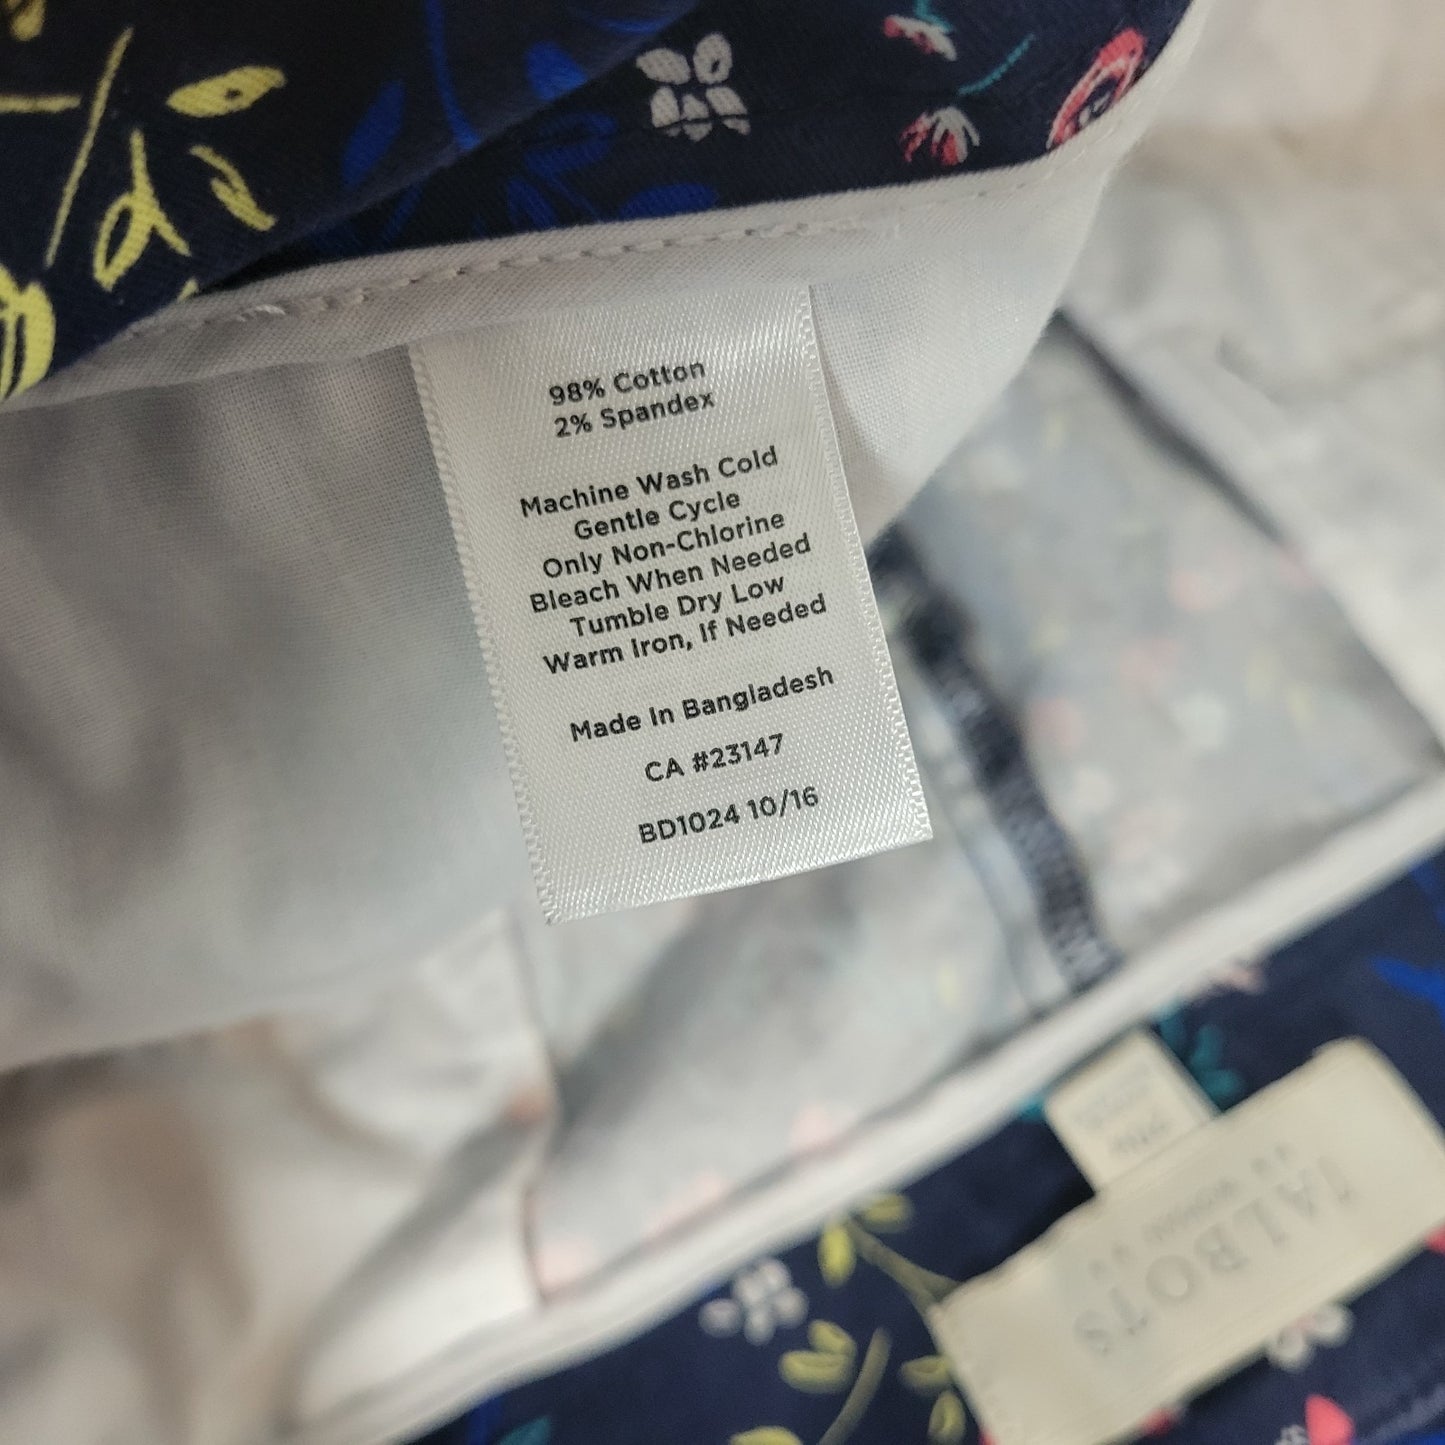 98% Cotton
2% Spandex
Machine Wash Cold
Gentle Cycle
Only Non-Chlorine
Bleach When Needed
Tumble Dry Low
Warm Iron, If Needed
Made In Bangladesh
CA #23147
BD1024 10/16
TALBOTS
WOMAN